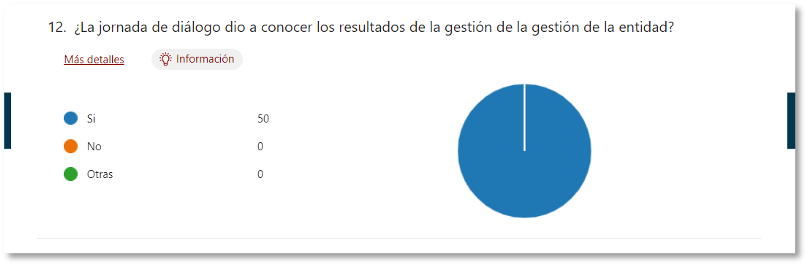 12. ¿La jornada de diálogo dio a conocer los resultados de la gestión de la gestión de la entidad?
Más detalles
Información
Si 50
No 0
Otras 0